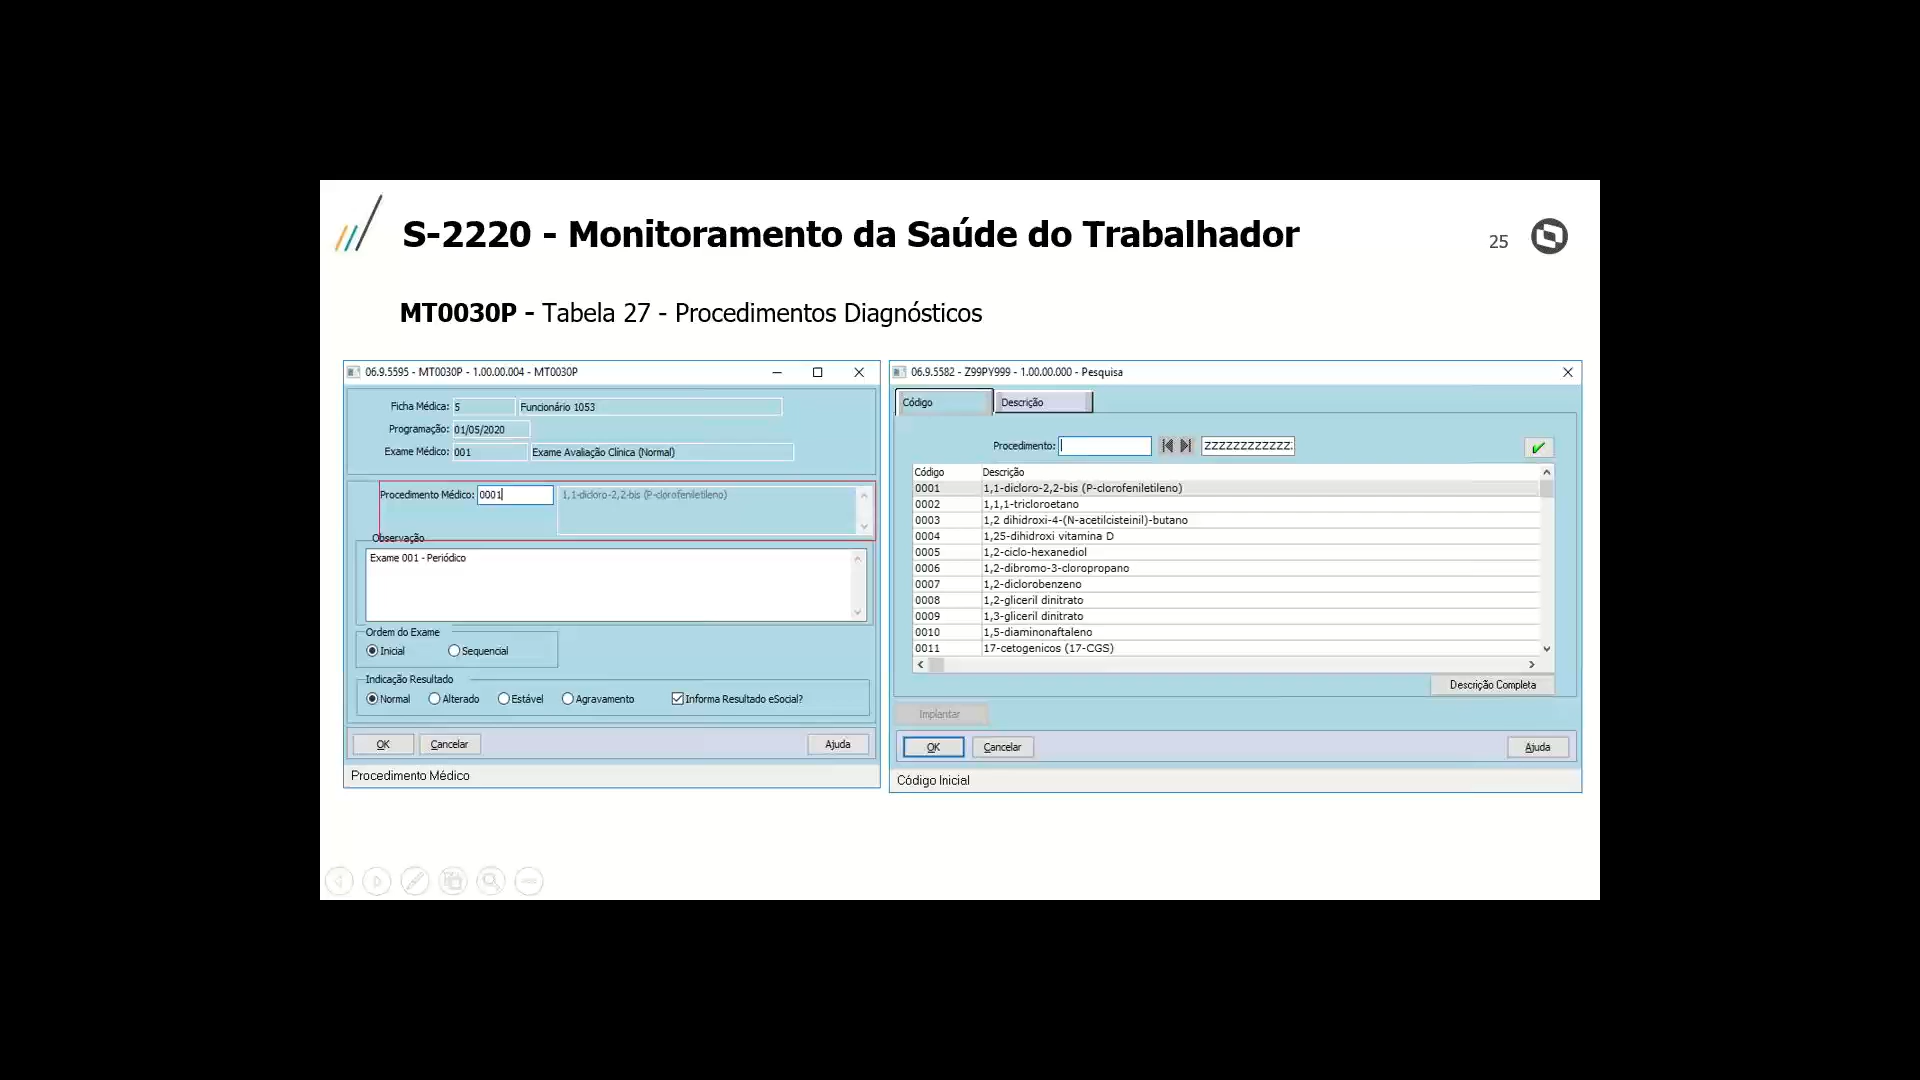 S-2220 - Monitoramento da Saúde do Trabalhador
25
MT0030P - Tabela 27 - Procedimentos Diagnósticos
06.9.5595 - MT0030P - 1.00.00.004 - MT0030P
Ficha Médica: 5 Funcionário 1053
Programação: 01/05/2020
Exame Médico: 001 Exame Avaliação Clínica (Normal)
Procedimento Médico: 0001 1,1-dicloro-2,2-bis (P-clorofeniletileno)
Observação
Exame 001 - Periódico
Ordem do Exame
Inicial Sequencial
Indicação Resultado
Normal Alterado Estável Agravamento Informa Resultado eSocial?
OK Cancelar Ajuda
Procedimento Médico
06.9.5582 - Z99PY999 - 1.00.00.000 - Pesquisa
Código Descrição
Procedimento: ZZZZZZZZZZZZ
Código Descrição
0001 1,1-dicloro-2,2-bis (P-clorofeniletileno)
0002 1,1,1-tricloroetano
0003 1,2 dihidroxi-4-(N-acetilcisteinil)-butano
0004 1,25-dihidroxi vitamina D
0005 1,2-ciclo-hexanediol
0006 1,2-dibromo-3-cloropropano
0007 1,2-diclorobenzeno
0008 1,2-gliceril dinitrato
0009 1,3-gliceril dinitrato
0010 1,5-diaminonaftaleno
0011 17-cetogenicos (17-CGS)
Descrição Completa
Implantar
OK Cancelar Ajuda
Código Inicial